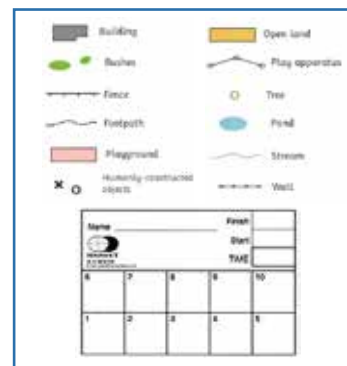 Building
Open land
Bushes
Play apparatus
Fence
Tree
Footpath
Pond
Playground
Stream
Humanly-constructed
objects
Wall
Name
Finish
Start
TIME
6 7 8 9 10
1 2 3 4 5